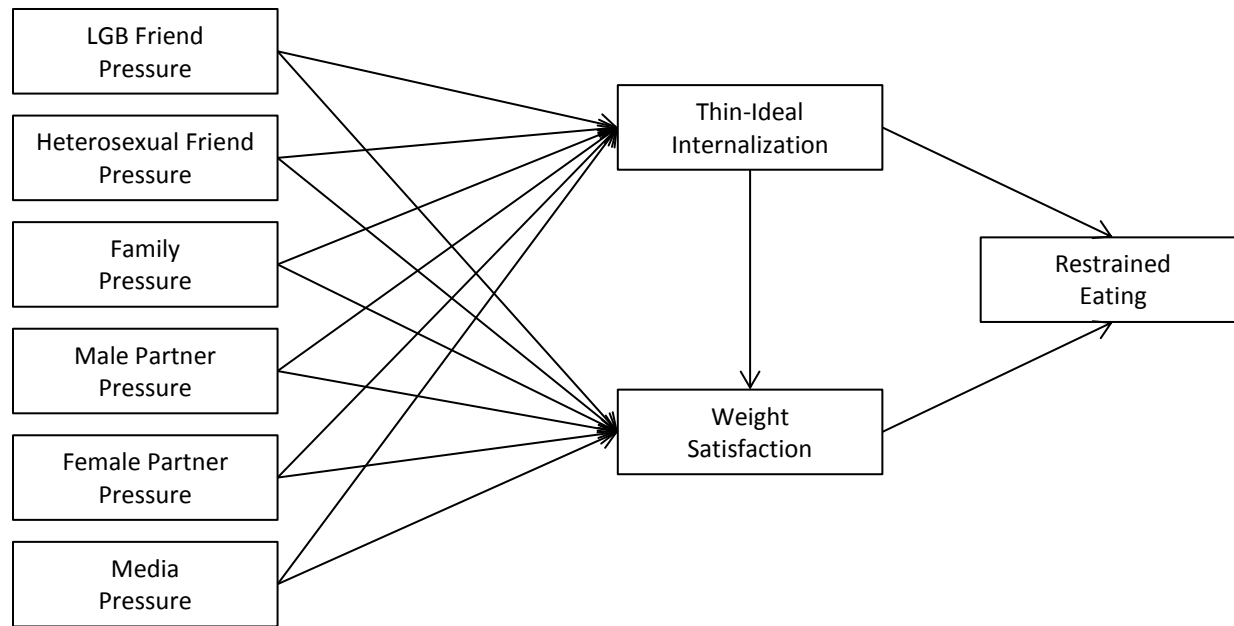 LGB Friend
Pressure
Heterosexual Friend
Pressure
Family
Pressure
Male Partner
Pressure
Female Partner
Pressure
Media
Pressure
Thin-Ideal
Internalization
Weight
Satisfaction
Restrained
Eating